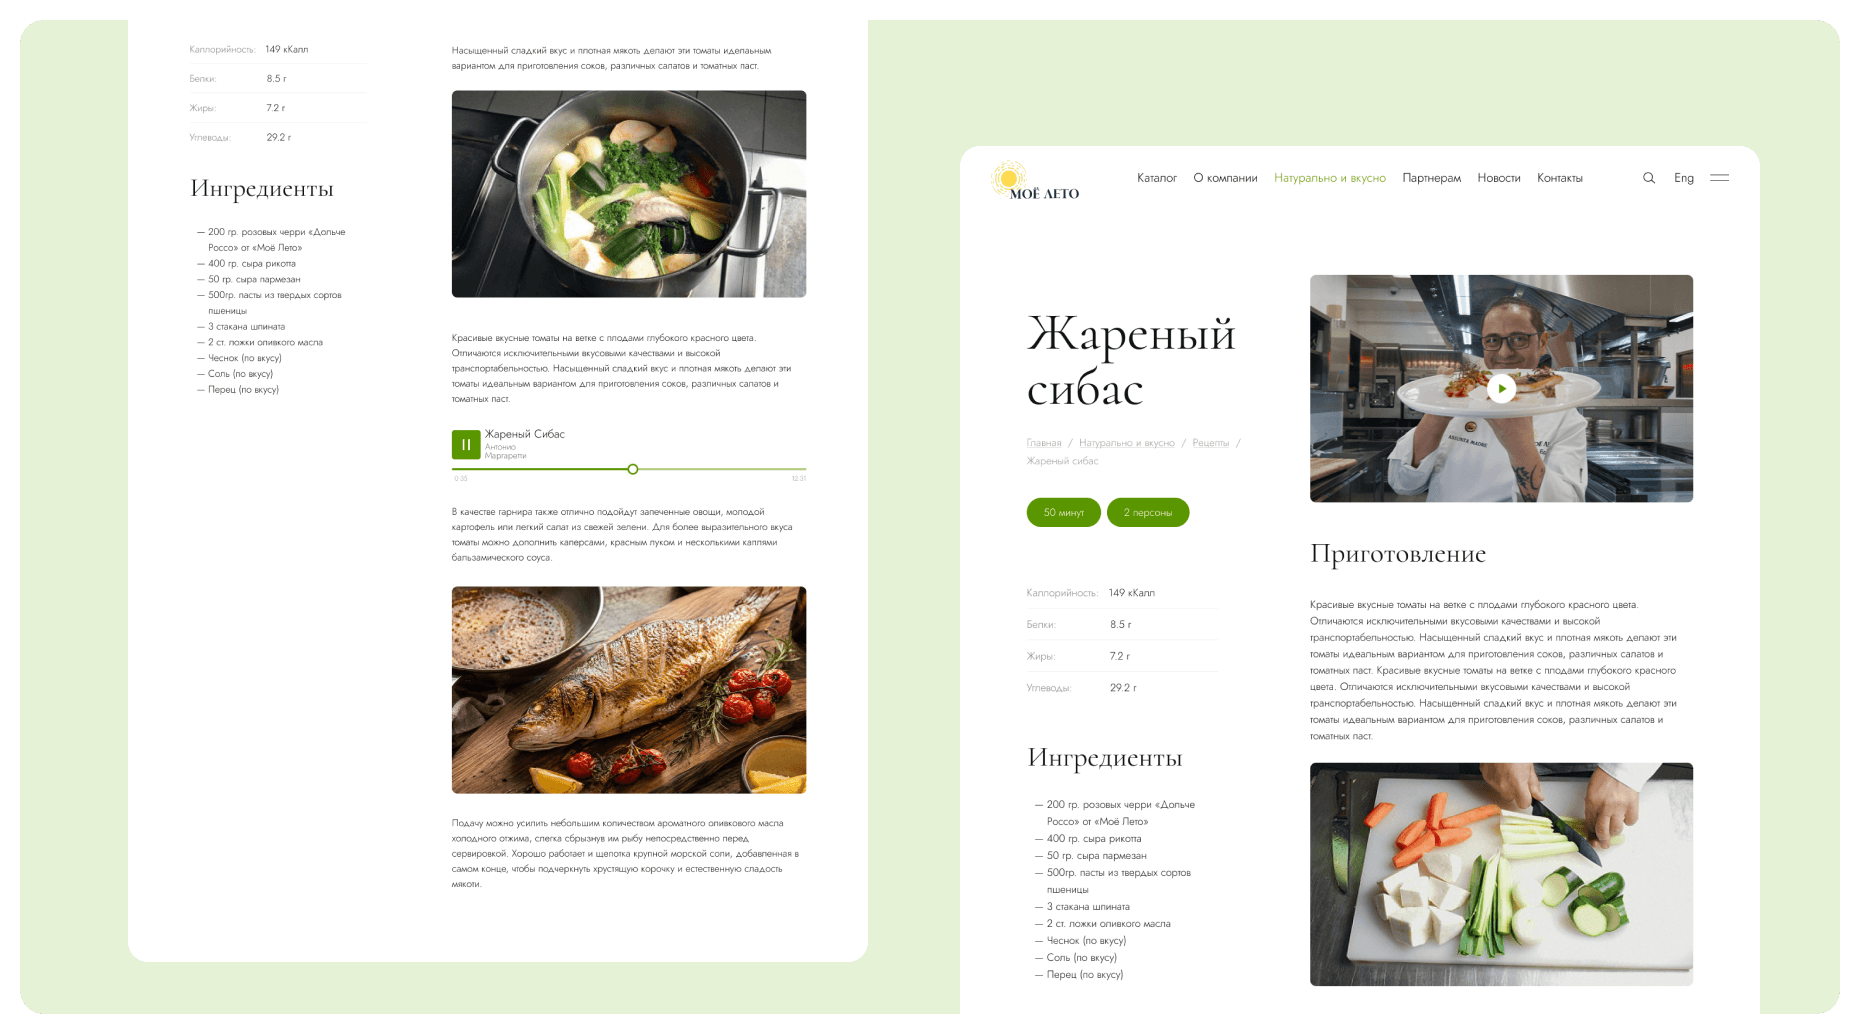 Каллорийность: 149 кКалл
Белки: 8.5 г
Жиры: 7.2 г
Углеводы: 29.2 г
Ингредиенты
— 200 гр. розовых черри «Дольче
Россо» от «Моё Лето»
— 400 гр. сыра рикотта
— 50 гр. сыра пармезан
— 500гр. пасты из твердых сортов
пшеницы
— 3 стакана шпината
— 2 ст. ложки оливкого масла
— Чеснок (по вкусу)
— Соль (по вкусу)
— Перец (по вкусу)
Насыщенный сладкий вкус и плотная мякоть делают эти томаты идеальным
вариантом для приготовления соков, различных салатов и томатных паст.
Красивые вкусные томаты на ветке с плодами глубокого красного цвета.
Отличаются исключительными вкусовыми качествами и высокой
транспортабельностью. Насыщенный сладкий вкус и плотная мякоть делают эти
томаты идеальным вариантом для приготовления соков, различных салатов и
томатных паст.
Жареный Сибас
Антонио
Маргаретти
0:35 12:31
В качестве гарнира также отлично подойдут запеченные овощи, молодой
картофель или легкий салат из свежей зелени. Для более выразительного вкуса
томаты можно дополнить каперсами, красным луком и несколькими каплями
бальзамического соуса.
Подачу можно усилить небольшим количеством ароматного оливкового масла
холодного отжима, слегка сбрызнув им рыбу непосредственно перед
сервировкой. Хорошо работает и щепотка крупной морской соли, добавленная в
самом конце, чтобы подчеркнуть хрустящую корочку и естественную сладость
мякоти.
МОЁ ЛЕТО
Каталог О компании Натурально и вкусно Партнерам Новости Контакты Eng
Жареный
сибас
Главная / Натурально и вкусно / Рецепты /
Жареный сибас
50 минут 2 персоны
Каллорийность: 149 кКалл
Белки: 8.5 г
Жиры: 7.2 г
Углеводы: 29.2 г
Ингредиенты
— 200 гр. розовых черри «Дольче
Россо» от «Моё Лето»
— 400 гр. сыра рикотта
— 50 гр. сыра пармезан
— 500гр. пасты из твердых сортов
пшеницы
— 3 стакана шпината
— 2 ст. ложки оливкого масла
— Чеснок (по вкусу)
— Соль (по вкусу)
— Перец (по вкусу)
ASSUNTA MADRE
Приготовление
Красивые вкусные томаты на ветке с плодами глубокого красного цвета.
Отличаются исключительными вкусовыми качествами и высокой
транспортабельностью. Насыщенный сладкий вкус и плотная мякоть делают эти
томаты идеальным вариантом для приготовления соков, различных салатов и
томатных паст. Красивые вкусные томаты на ветке с плодами глубокого красного
цвета. Отличаются исключительными вкусовыми качествами и высокой
транспортабельностью. Насыщенный сладкий вкус и плотная мякоть делают эти
томаты идеальным вариантом для приготовления соков, различных салатов и
томатных паст.